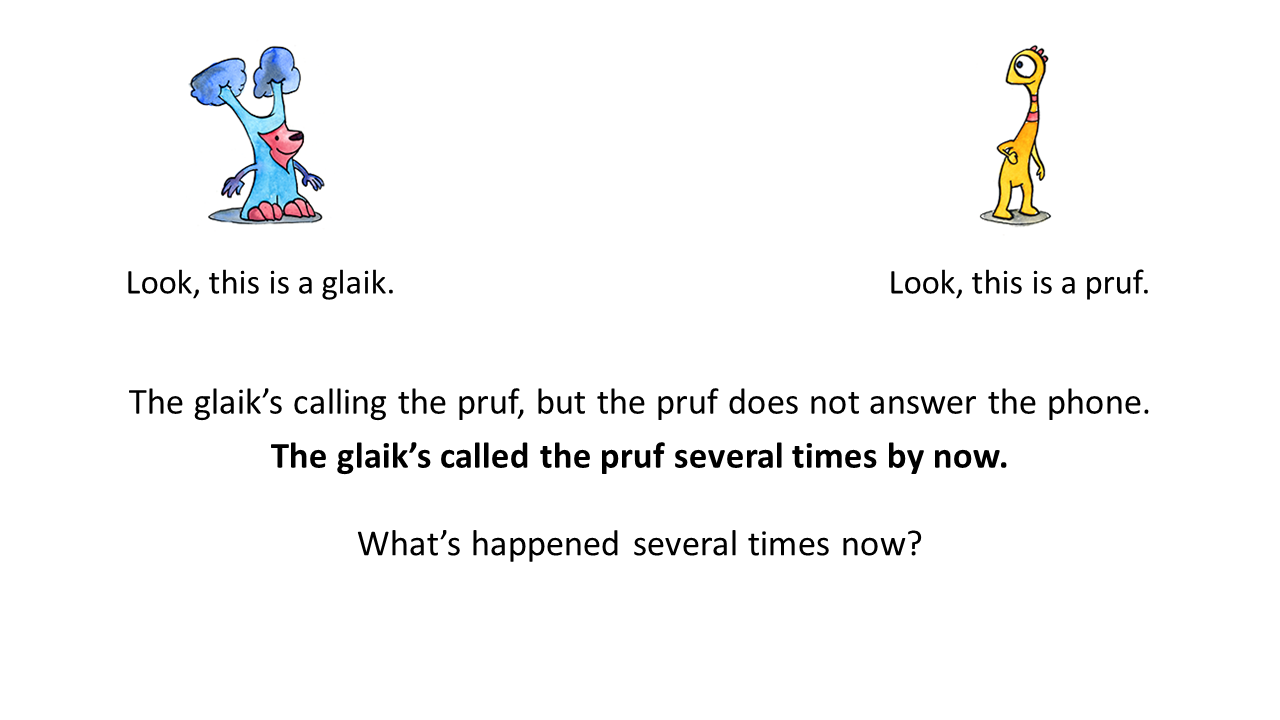 Look, this is a glaik.
Look, this is a pruf.
The glaik’s calling the pruf, but the pruf does not answer the phone.
The glaik’s called the pruf several times by now.
What’s happened several times now?